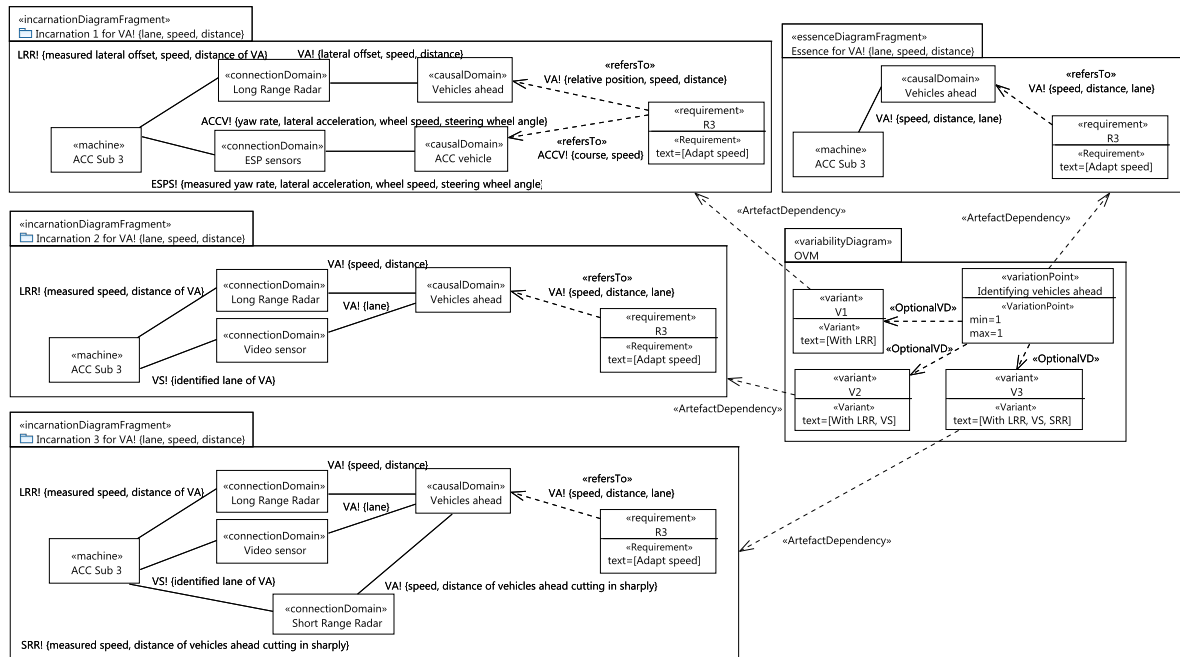 «incarnationDiagramFragment»
Incarnation 1 for VA! {lane, speed, distance}
LRR! {measured lateral offset, speed, distance of VA}
VA! {lateral offset, speed, distance}
«connectionDomain»
Long Range Radar
«causalDomain»
Vehicles ahead
«refersTo»
VA! {relative position, speed, distance}
«requirement»
R3
«Requirement»
text=[Adapt speed]
ACCV! {yaw rate, lateral acceleration, wheel speed, steering wheel angle}
«machine»
ACC Sub 3
«connectionDomain»
ESP sensors
«causalDomain»
ACC vehicle
«refersTo»
ACCV! {course, speed}
ESPS! {measured yaw rate, lateral acceleration, wheel speed, steering wheel angle}
«essenceDiagramFragment»
Essence for VA! {lane, speed, distance}
«causalDomain»
Vehicles ahead
«refersTo»
VA! {speed, distance, lane}
VA! {speed, distance, lane}
«machine»
ACC Sub 3
«requirement»
R3
«Requirement»
text=[Adapt speed]
«ArtefactDependency»
«ArtefactDependency»
«incarnationDiagramFragment»
Incarnation 2 for VA! {lane, speed, distance}
LRR! {measured speed, distance of VA}
VA! {speed, distance}
«connectionDomain»
Long Range Radar
«causalDomain»
Vehicles ahead
«refersTo»
VA! {speed, distance, lane}
VA! {lane}
«connectionDomain»
Video sensor
«requirement»
R3
«Requirement»
text=[Adapt speed]
«machine»
ACC Sub 3
VS! {identified lane of VA}
«variabilityDiagram»
OVM
«variationPoint»
Identifying vehicles ahead
«VariationPoint»
min=1
max=1
«variant»
V1
«Variant»
text=[With LRR]
«OptionalVD»
«OptionalVD»
«OptionalVD»
«variant»
V2
«Variant»
text=[With LRR, VS]
«variant»
V3
«Variant»
text=[With LRR, VS, SRR]
«ArtefactDependency»
«incarnationDiagramFragment»
Incarnation 3 for VA! {lane, speed, distance}
LRR! {measured speed, distance of VA}
VA! {speed, distance}
«connectionDomain»
Long Range Radar
«causalDomain»
Vehicles ahead
«refersTo»
VA! {speed, distance, lane}
VA! {lane}
«connectionDomain»
Video sensor
«requirement»
R3
«Requirement»
text=[Adapt speed]
«machine»
ACC Sub 3
VS! {identified lane of VA}
VA! {speed, distance of vehicles ahead cutting in sharply}
«connectionDomain»
Short Range Radar
SRR! {measured speed, distance of vehicles ahead cutting in sharply}
«ArtefactDependency»